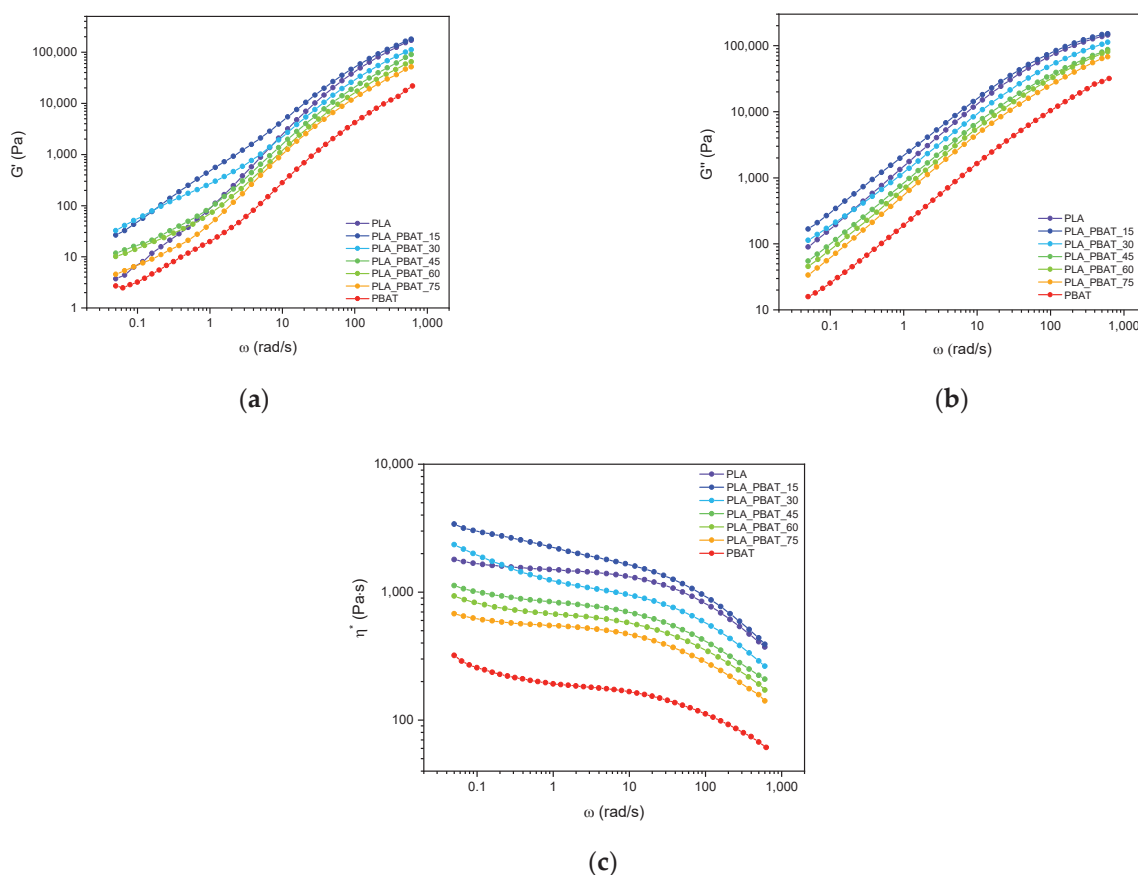 100,000
10,000
1,000
100
10
1
G' (Pa)
PLA
PLA_PBAT_15
PLA_PBAT_30
PLA_PBAT_45
PLA_PBAT_60
PLA_PBAT_75
PBAT
0.1 1 10 100 1,000
ω (rad/s)
(a)
100,000
10,000
1,000
100
10
G'' (Pa)
PLA
PLA_PBAT_15
PLA_PBAT_30
PLA_PBAT_45
PLA_PBAT_60
PLA_PBAT_75
PBAT
0.1 1 10 100 1,000
ω (rad/s)
(b)
10,000
1,000
100
η* (Pa·s)
PLA
PLA_PBAT_15
PLA_PBAT_30
PLA_PBAT_45
PLA_PBAT_60
PLA_PBAT_75
PBAT
0.1 1 10 100 1,000
ω (rad/s)
(c)